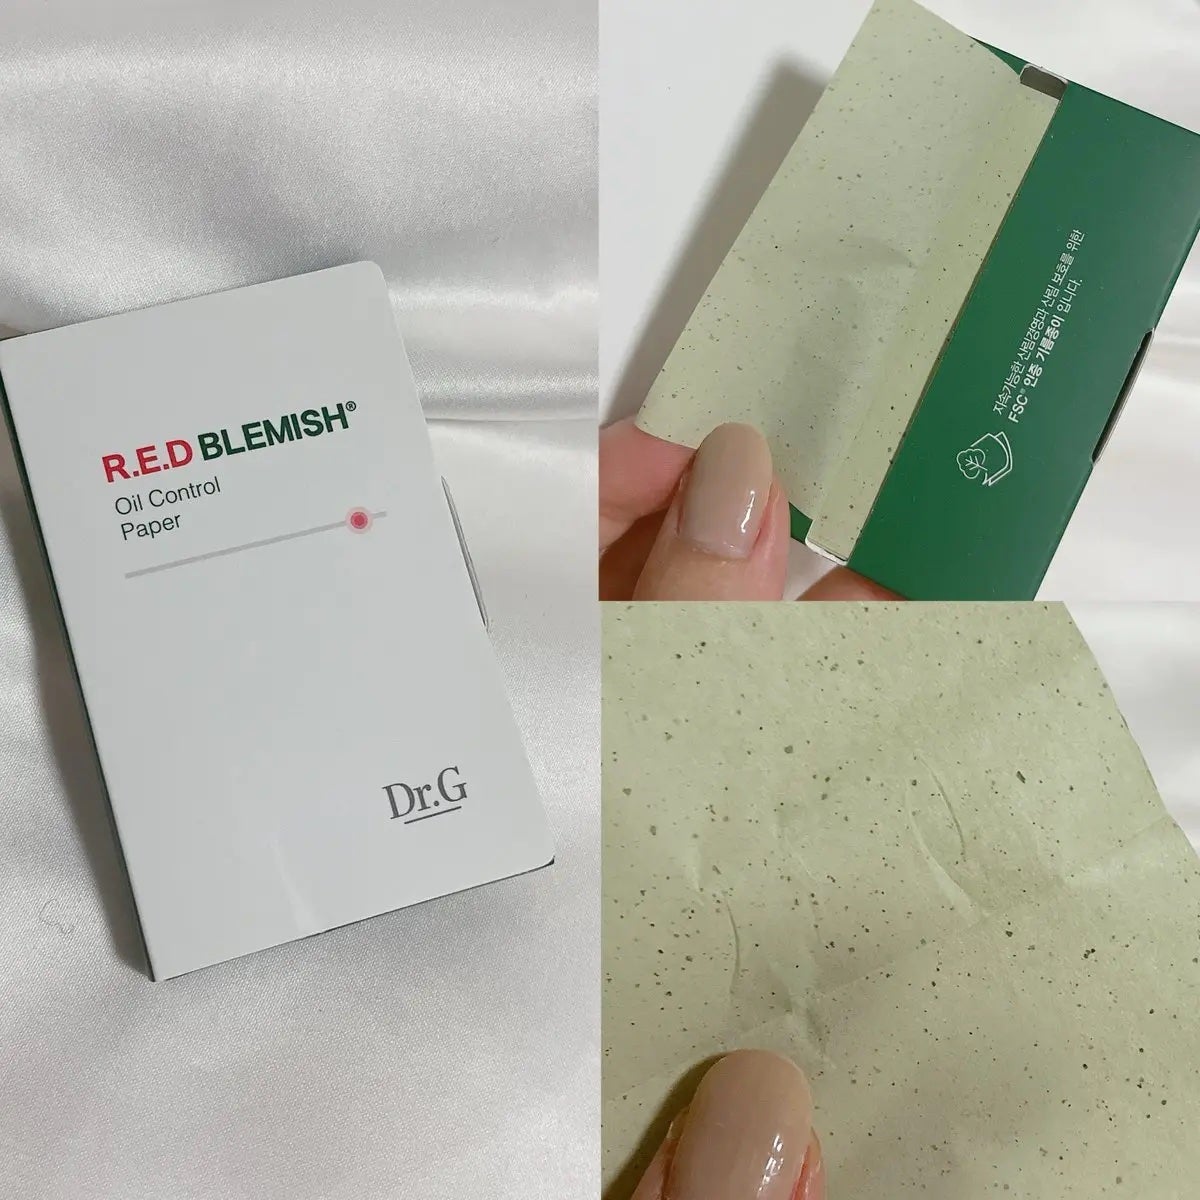 R.E.D BLEMISH®
Oil Control
Paper
Dr.G
지속가능한 산림경영과 산림 보호를 위한
FSC® 인증 기름종이 입니다.